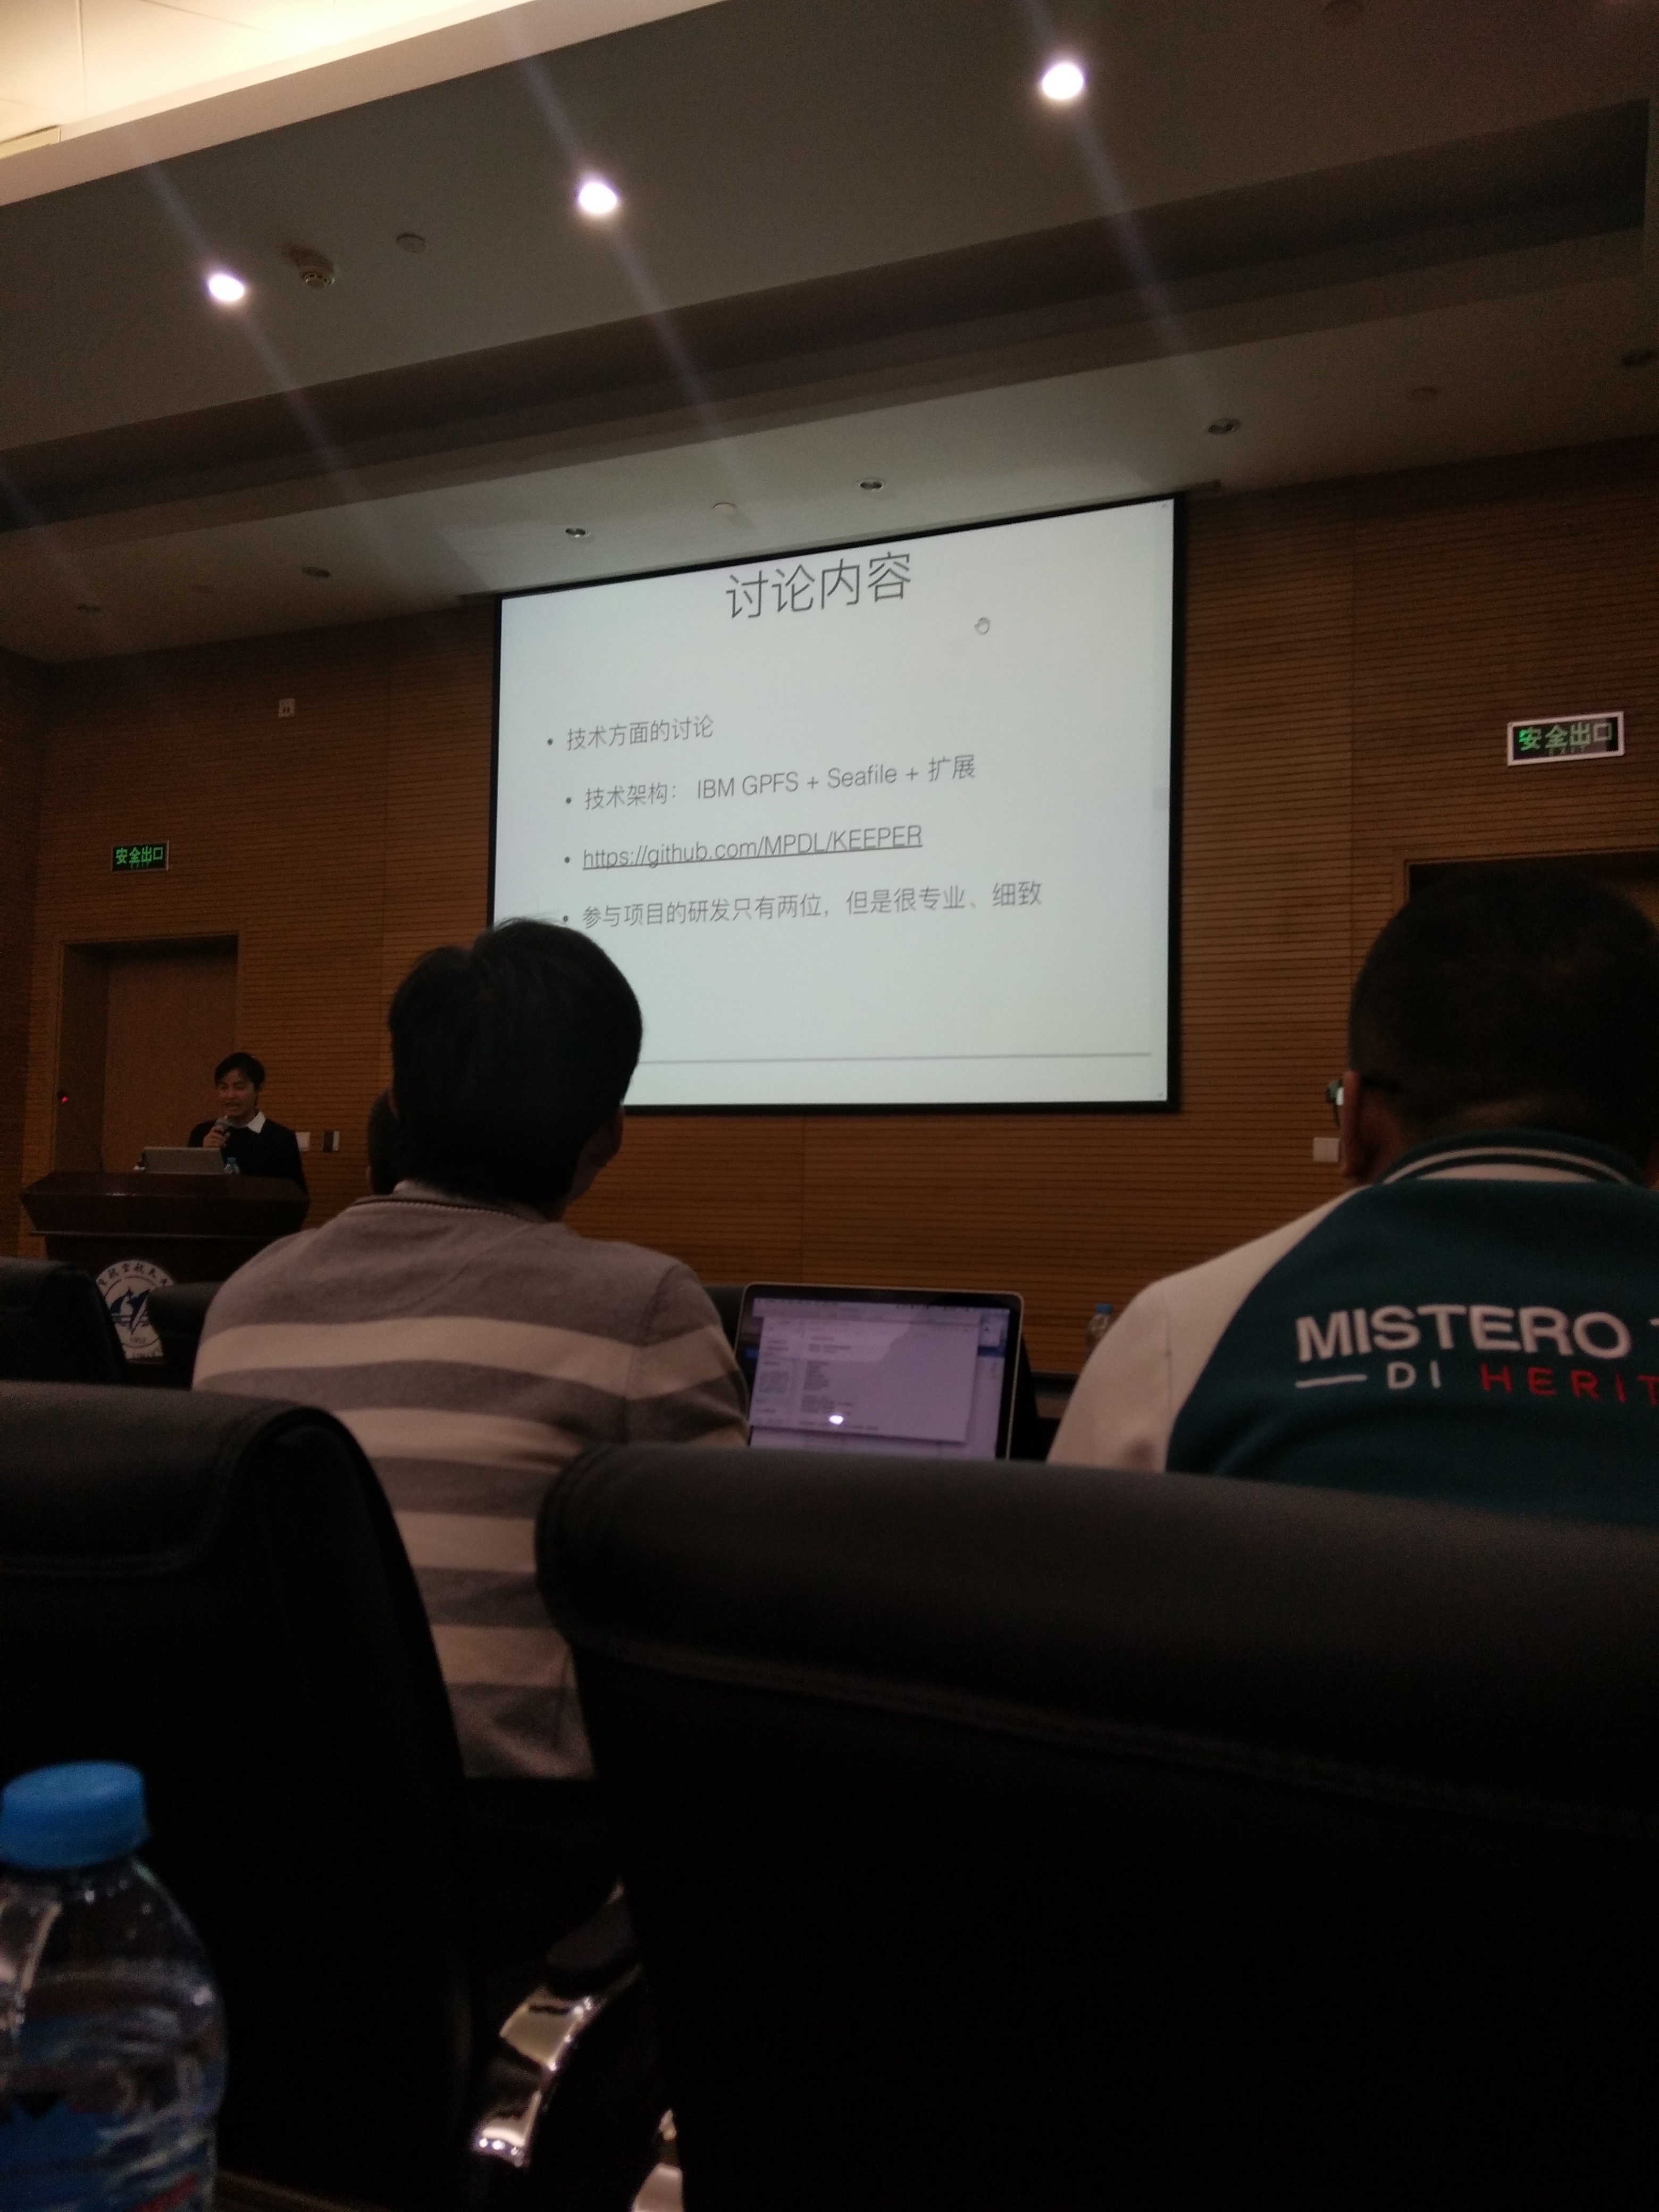 讨论内容
• 技术方面的讨论
• 技术架构： IBM GPFS + Seafile + 扩展
• https://github.com/MPDL/KEEPER
• 参与项目的研发只有两位，但是很专业、细致
安全出口
安全出口
MISTERO
DI HERIT